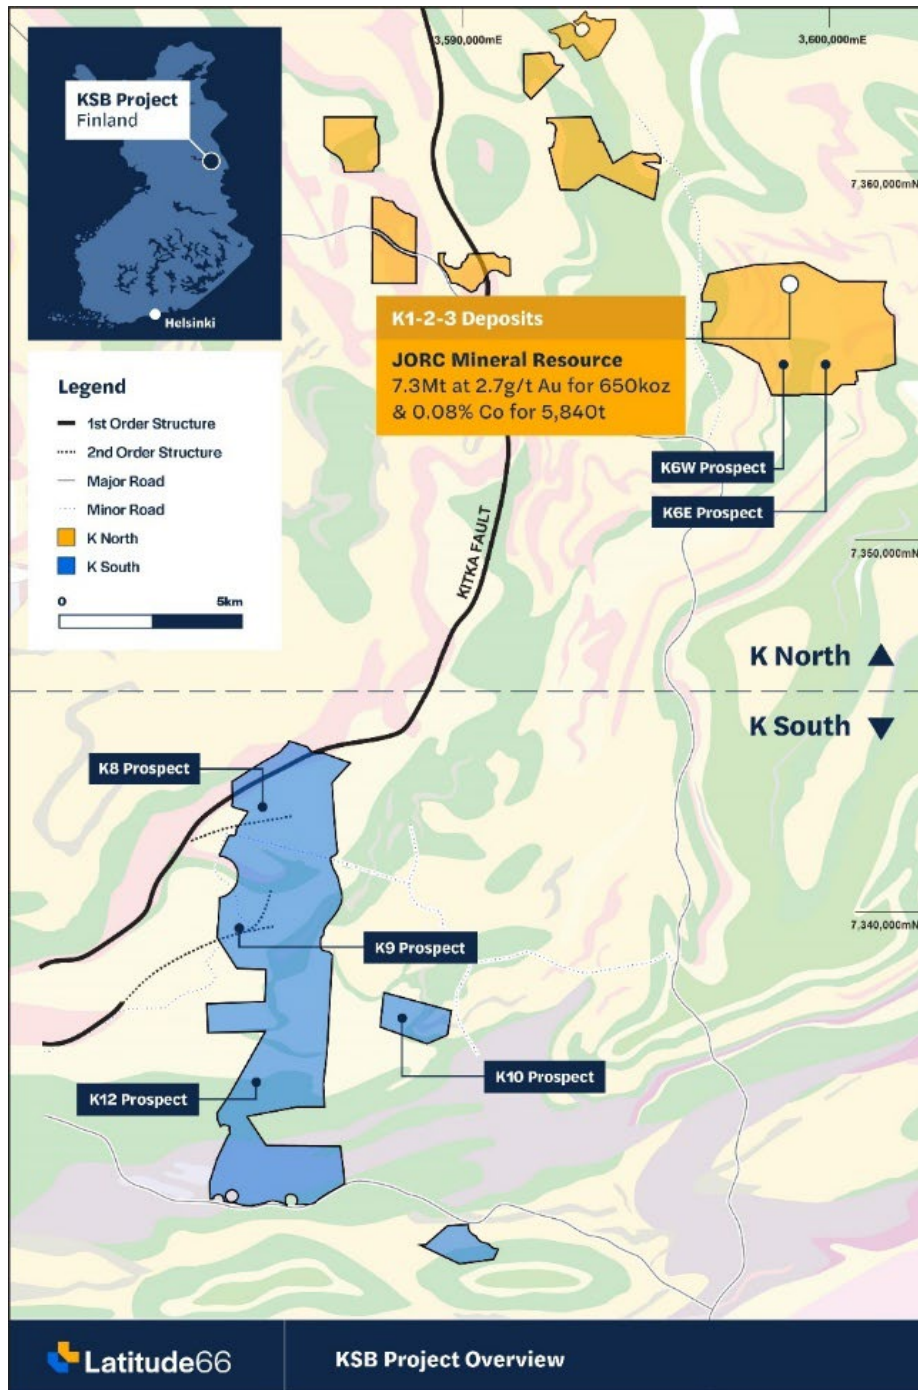 3,590,000mE
3,600,000mE
KSB Project
Finland
Helsinki
7,360,000mN
K1-2-3 Deposits
JORC Mineral Resource
7.3Mt at 2.7g/t Au for 650koz
& 0.08% Co for 5,840t
Legend
1st Order Structure
2nd Order Structure
Major Road
Minor Road
K North
K South
0 5km
K6W Prospect
K6E Prospect
KITKA FAULT
7,350,000mN
K North
K South
K8 Prospect
7,340,000mN
K9 Prospect
K10 Prospect
K12 Prospect
Latitude66
KSB Project Overview